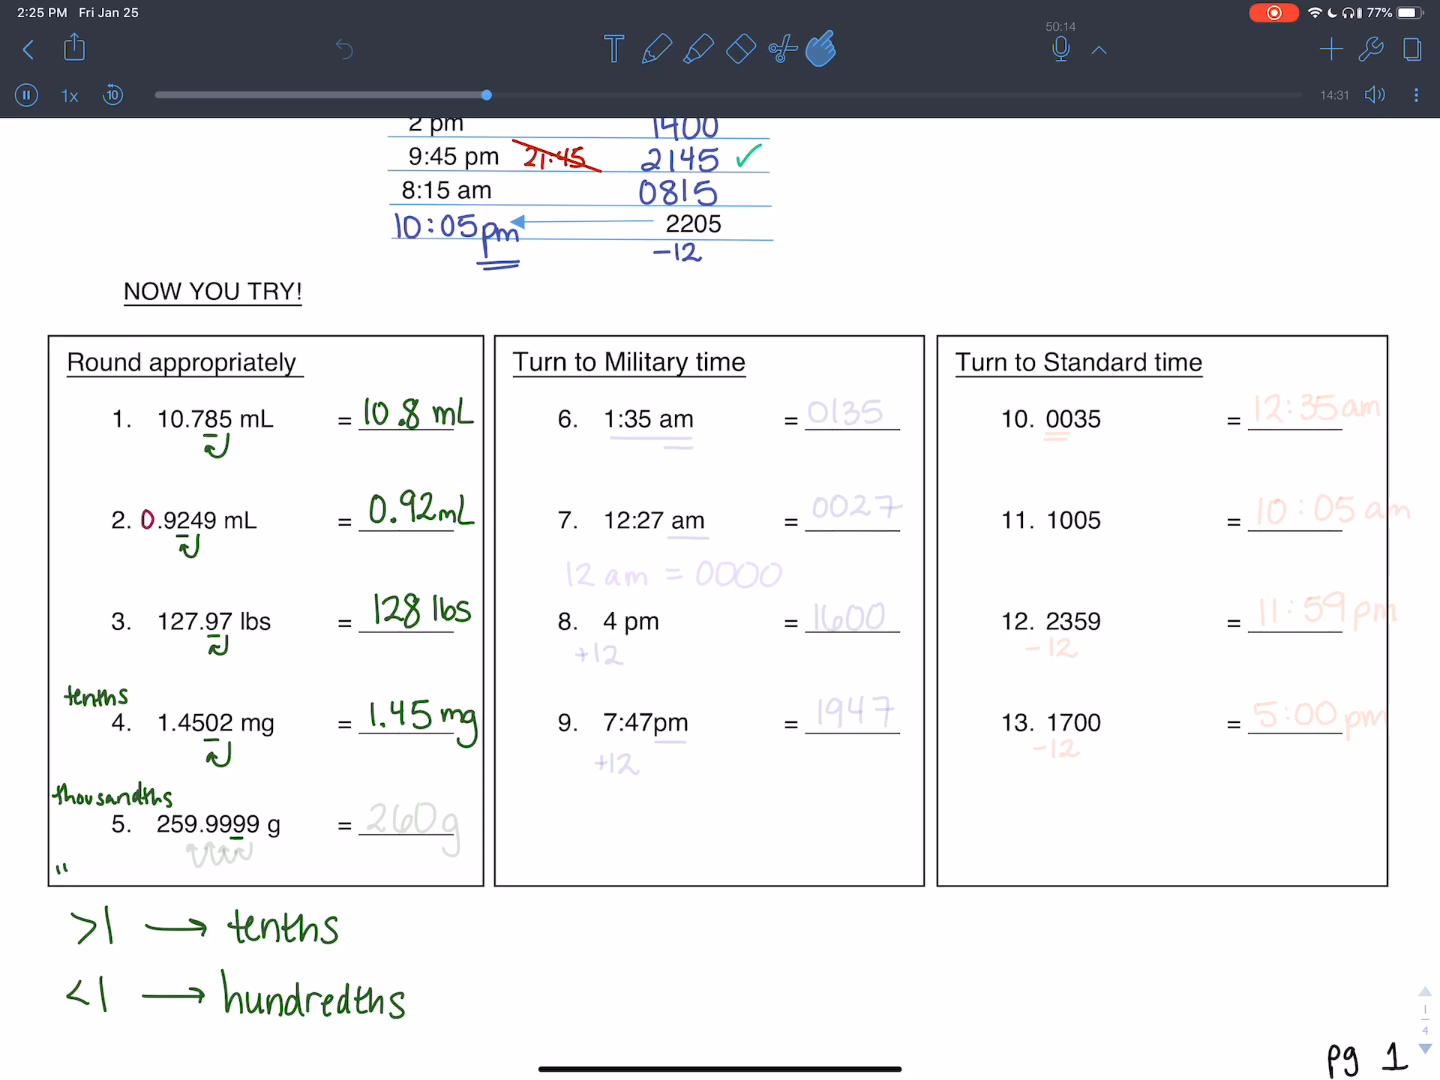 2:25 PM Fri Jan 25
77%
50:14
T
1x
10
14:31
2 pm 1400
9:45 pm 21:45 2145 ✓
8:15 am 0815
10:05pm 2205
-12
NOW YOU TRY!
Round appropriately
1. 10.785 mL = 10.8 mL
2. 0.9249 mL = 0.92mL
3. 127.97 lbs = 128 lbs
tenths
4. 1.4502 mg = 1.45 mg
thousandths
5. 259.9999 g = 260g
"
Turn to Military time
6. 1:35 am = 0135
7. 12:27 am = 0027
12 am = 0000
8. 4 pm = 1600
+12
9. 7:47pm = 1947
+12
Turn to Standard time
10. 0035 = 12:35am
11. 1005 = 10:05 am
12. 2359 = 11:59pm
-12
13. 1700 = 5:00pm
-12
>1 → tenths
<1 → hundredths
1
4
pg 1